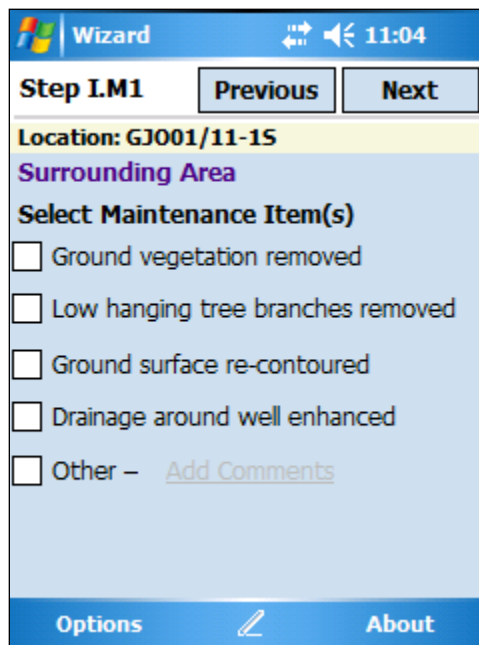 Wizard 11:04
Step I.M1 Previous Next
Location: GJO01/11-1S
Surrounding Area
Select Maintenance Item(s)
Ground vegetation removed
Low hanging tree branches removed
Ground surface re-contoured
Drainage around well enhanced
Other – Add Comments
Options About